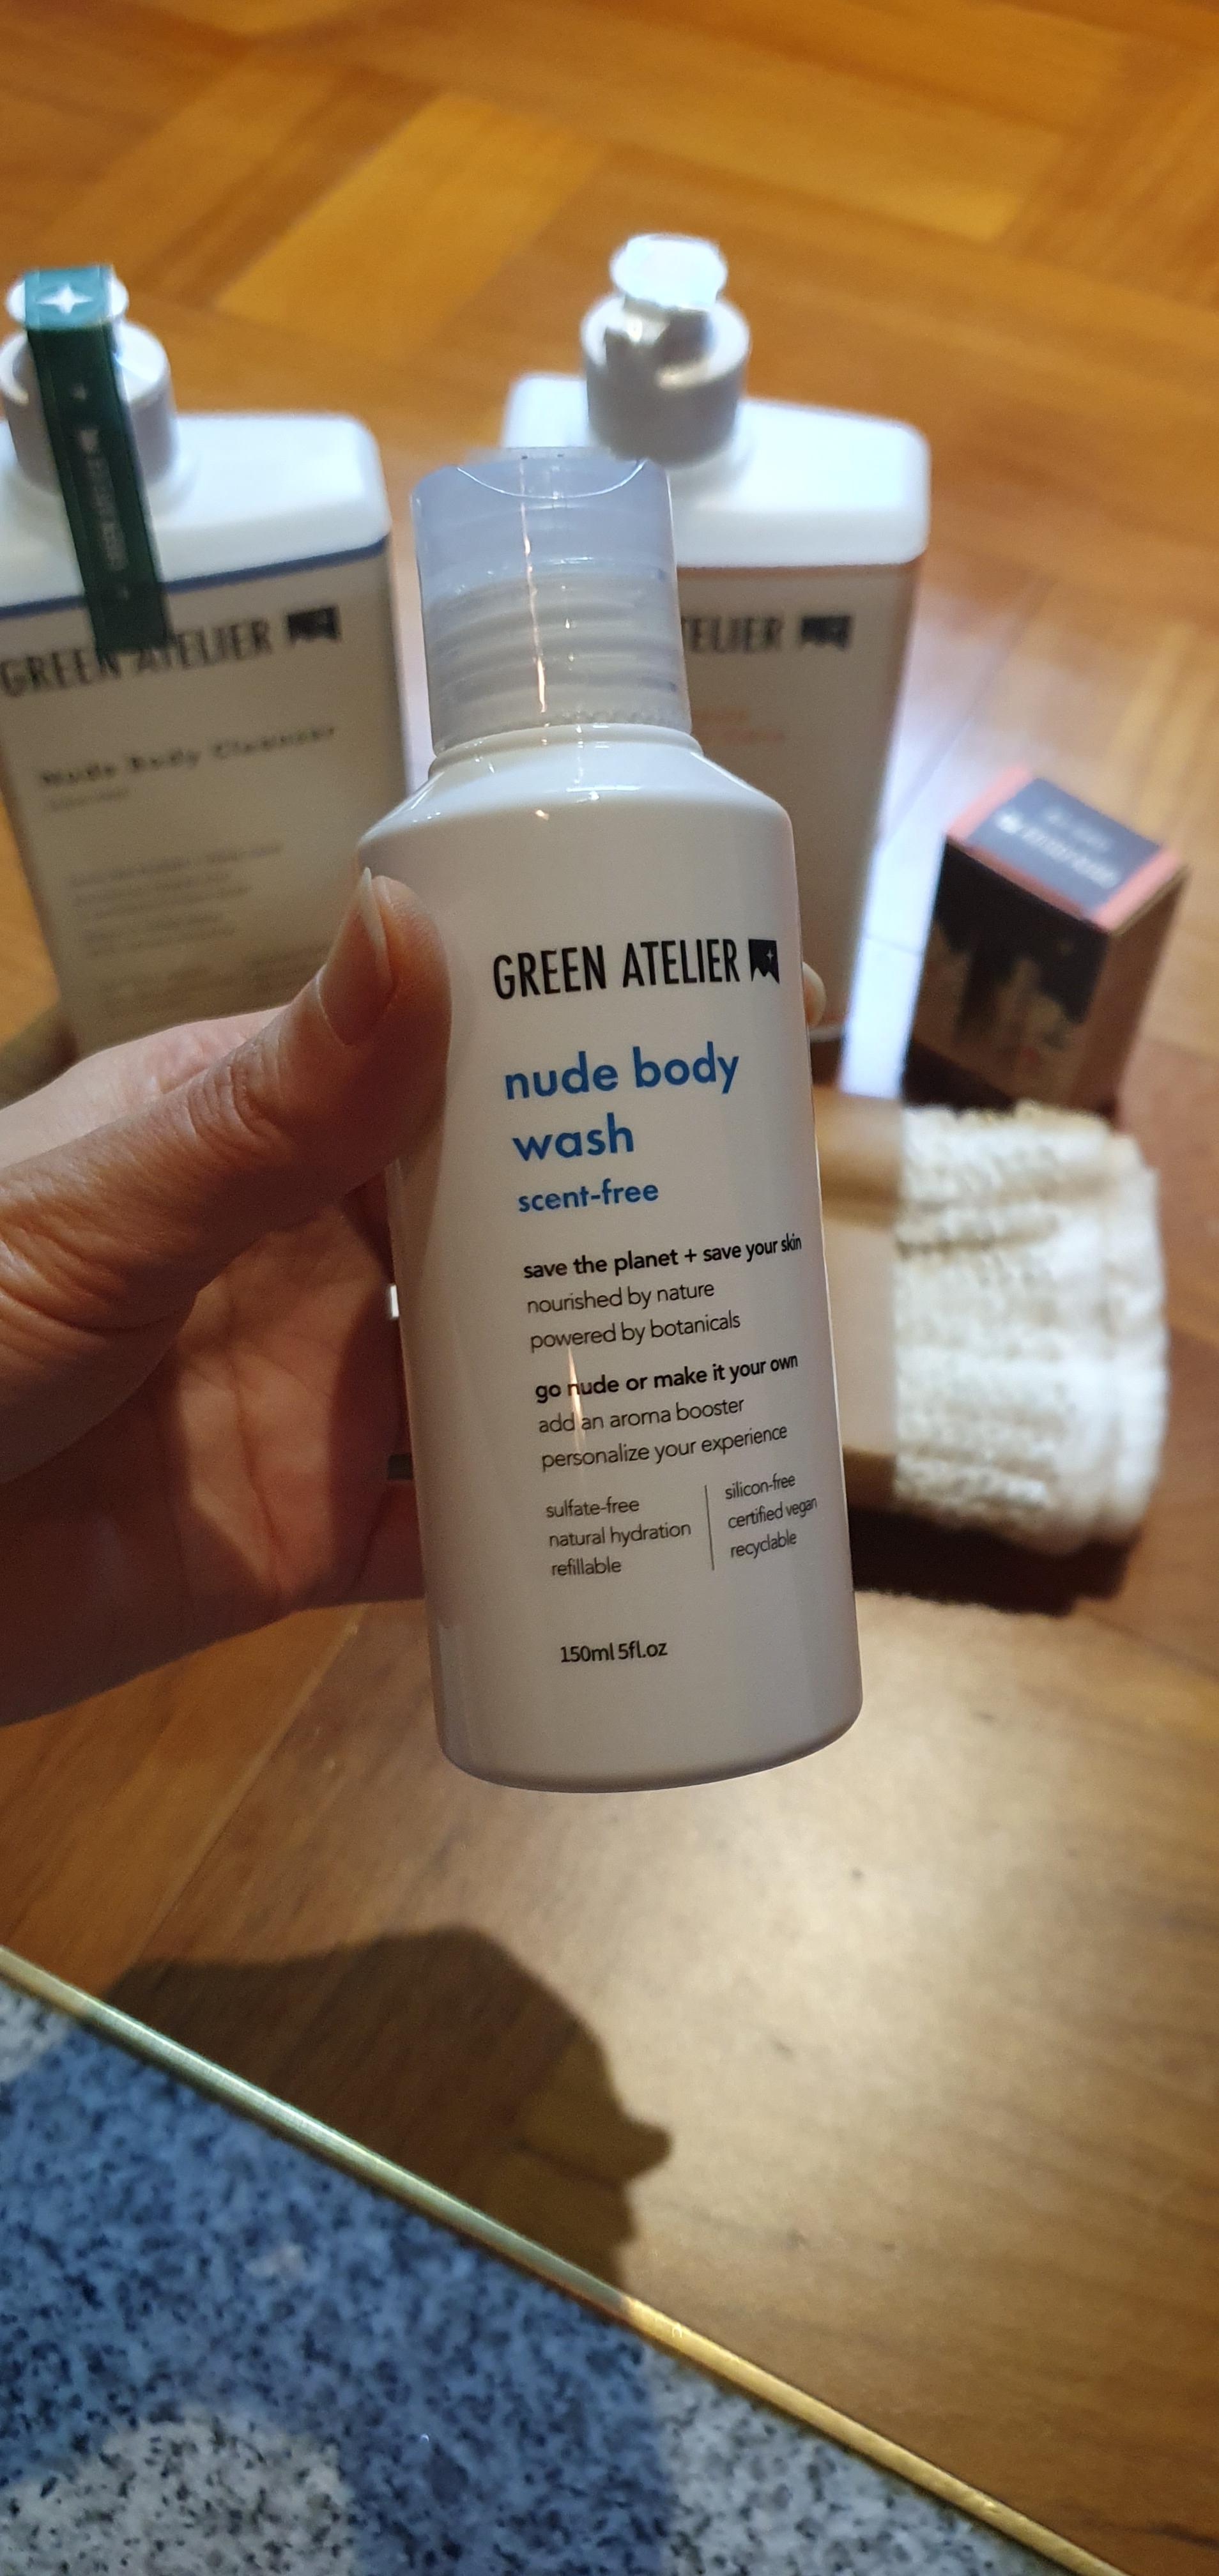 GREEN ATELIER
Nude Body Cleanser
ELIER
GREEN ATELIER
nude body
wash
scent-free
save the planet + save your skin
nourished by nature
powered by botanicals
go nude or make it your own
add an aroma booster
personalize your experience
sulfate-free
natural hydration
refillable
silicon-free
certified vegan
recyclable
150ml 5fl.oz